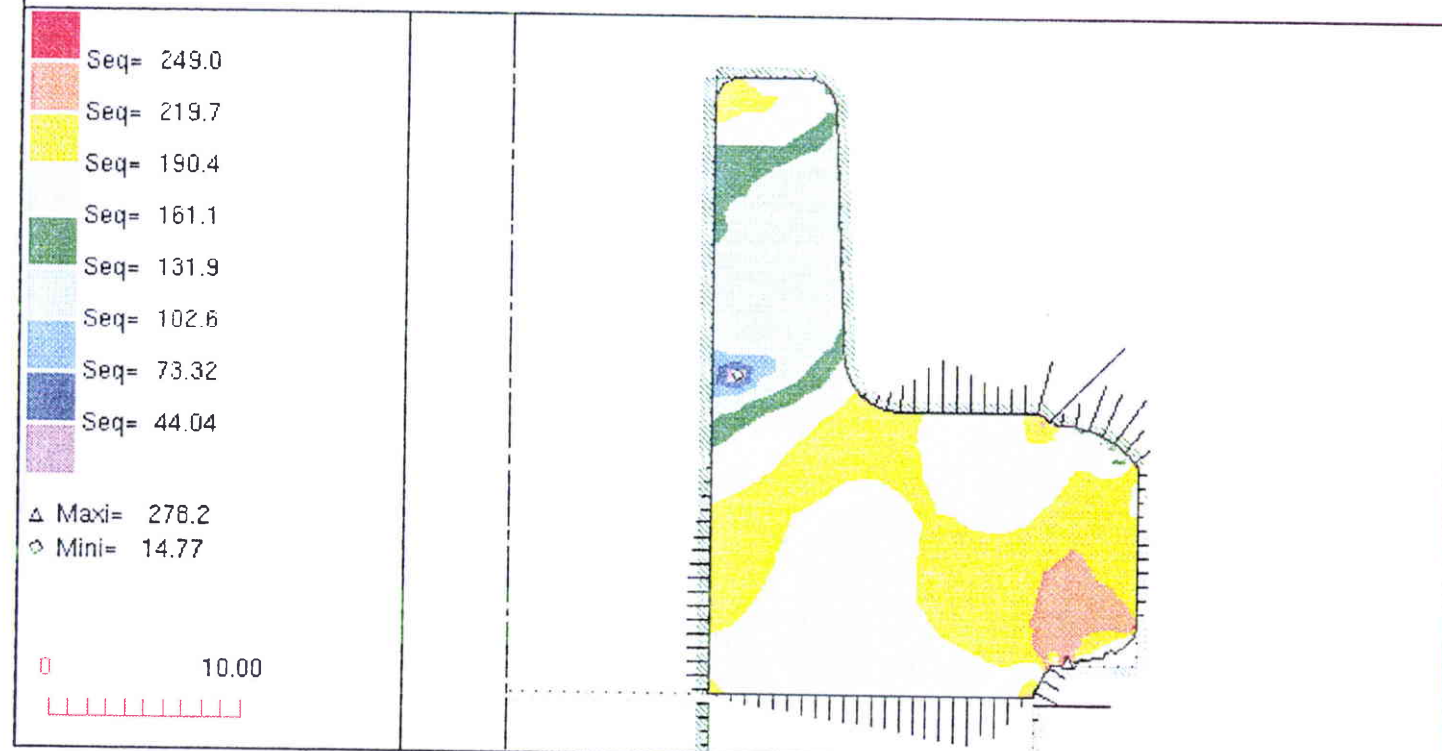 Seq= 249.0
Seq= 219.7
Seq= 190.4
Seq= 161.1
Seq= 131.9
Seq= 102.6
Seq= 73.32
Seq= 44.04
Maxi= 278.2
Mini= 14.77
0 10.00